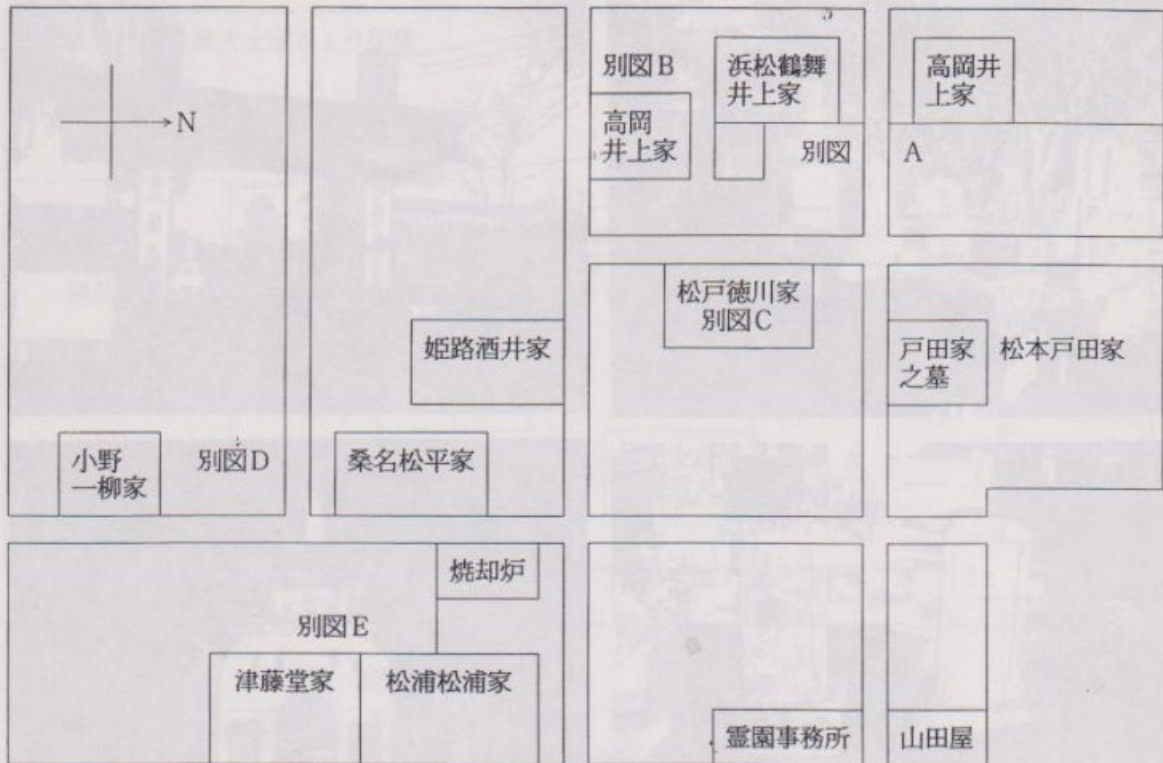 N
別図B
高岡
井上家
浜松鶴舞
井上家
別図 A
高岡井
上家
松戸徳川家
別図C
姫路酒井家
戸田家
之墓
松本戸田家
小野
一柳家
別図D
桑名松平家
焼却炉
別図E
津藤堂家
松浦松浦家
霊園事務所
山田屋